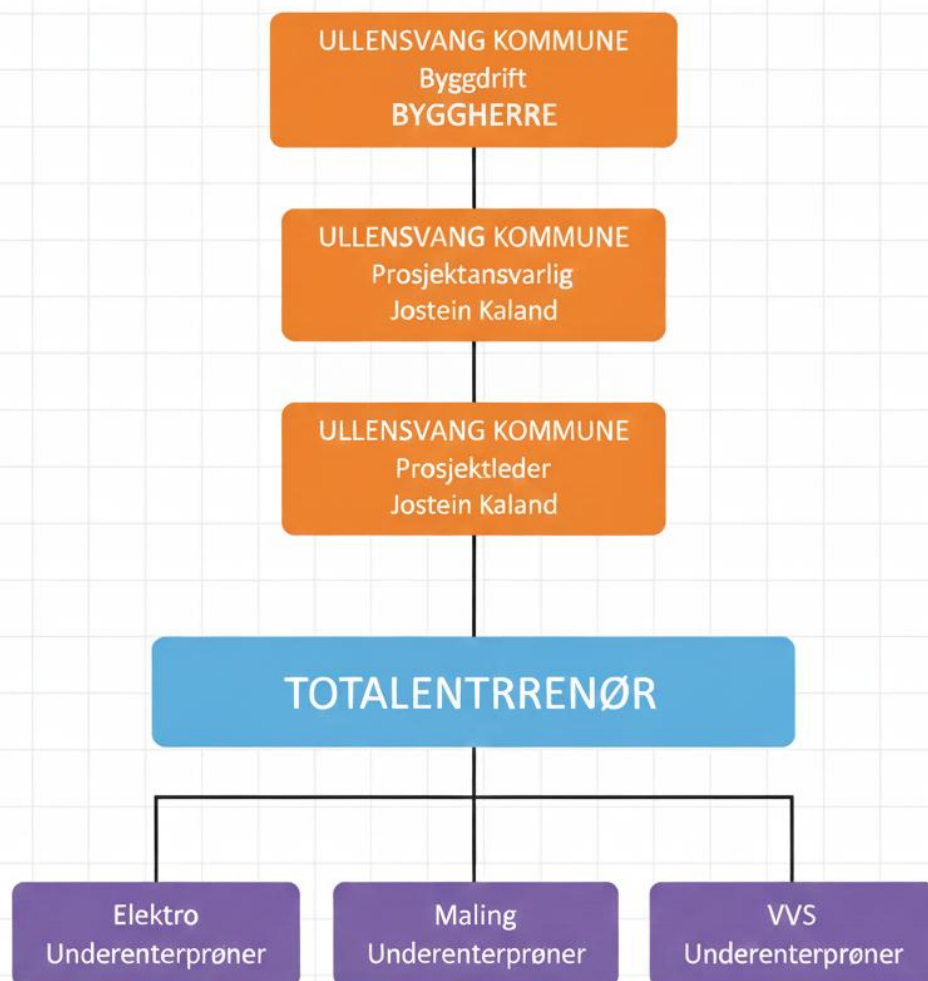 ULLENSVANG KOMMUNE
Byggdrift
BYGGHERRE
ULLENSVANG KOMMUNE
Prosjektansvarlig
Jostein Kaland
ULLENSVANG KOMMUNE
Prosjektleder
Jostein Kaland
TOTALENTRRENØR
Elektro
Underenterprøner
Maling
Underenterprøner
VVS
Underenterprøner